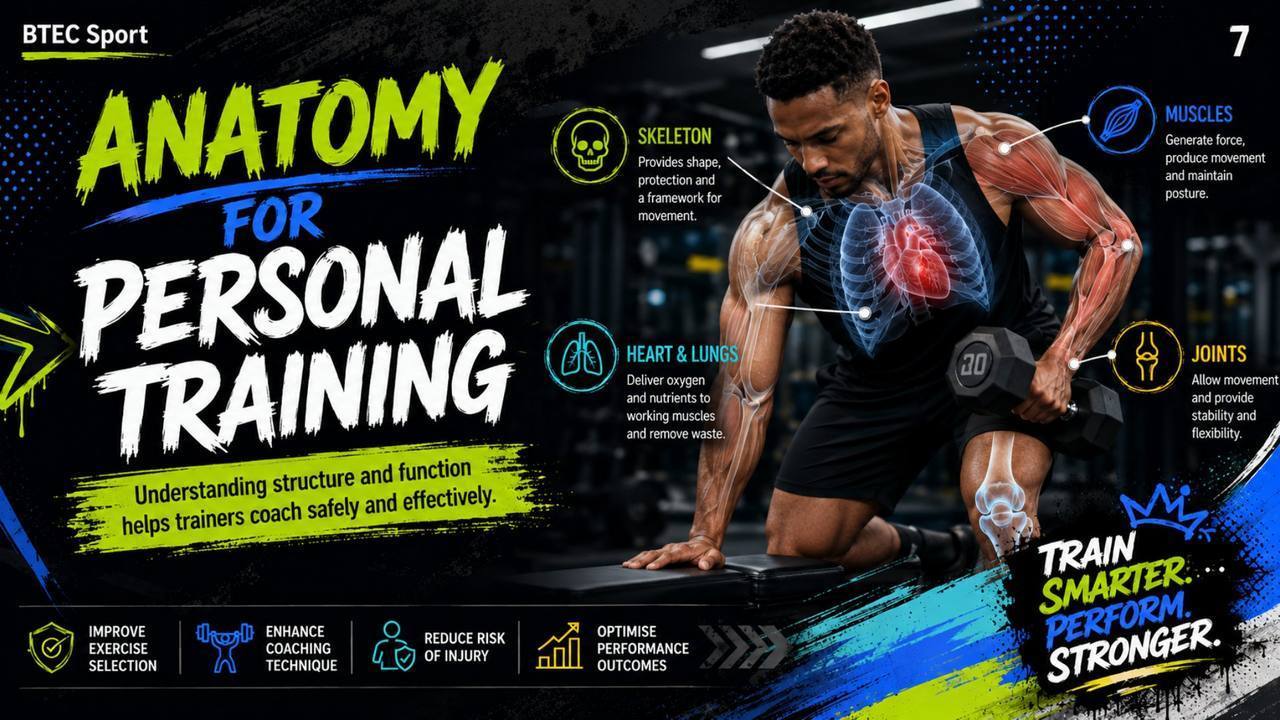 BTEC Sport
7
ANATOMY
FOR
PERSONAL
TRAINING
Understanding structure and function
helps trainers coach safely and effectively.
SKELETON
Provides shape,
protection and
a framework for
movement.
MUSCLES
Generate force,
produce movement
and maintain
posture.
HEART & LUNGS
Deliver oxygen
and nutrients to
working muscles
and remove waste.
JOINTS
Allow movement
and provide
stability and
flexibility.
30
IMPROVE
EXERCISE
SELECTION
ENHANCE
COACHING
TECHNIQUE
REDUCE RISK
OF INJURY
OPTIMISE
PERFORMANCE
OUTCOMES
TRAIN
SMARTER.
PERFORM.
STRONGER.